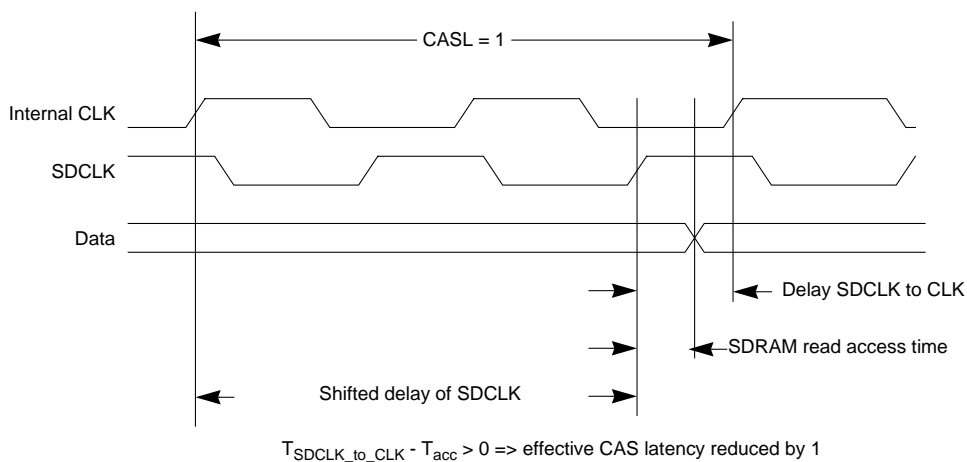 CASL = 1
Internal CLK
SDCLK
Data
Delay SDCLK to CLK
SDRAM read access time
Shifted delay of SDCLK
T_SDCLK_to_CLK - T_acc > 0 => effective CAS latency reduced by 1